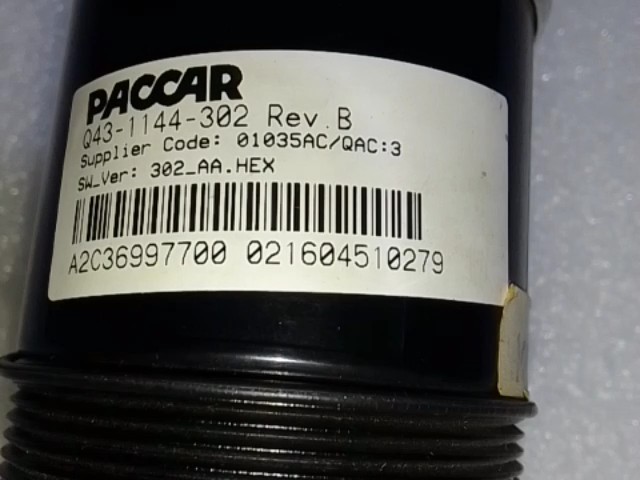 PACCAR
Q43-1144-302 Rev.B
Supplier Code: 01035AC/QAC:3
SW_Ver: 302_AA.HEX
A2C36997700 021604510279